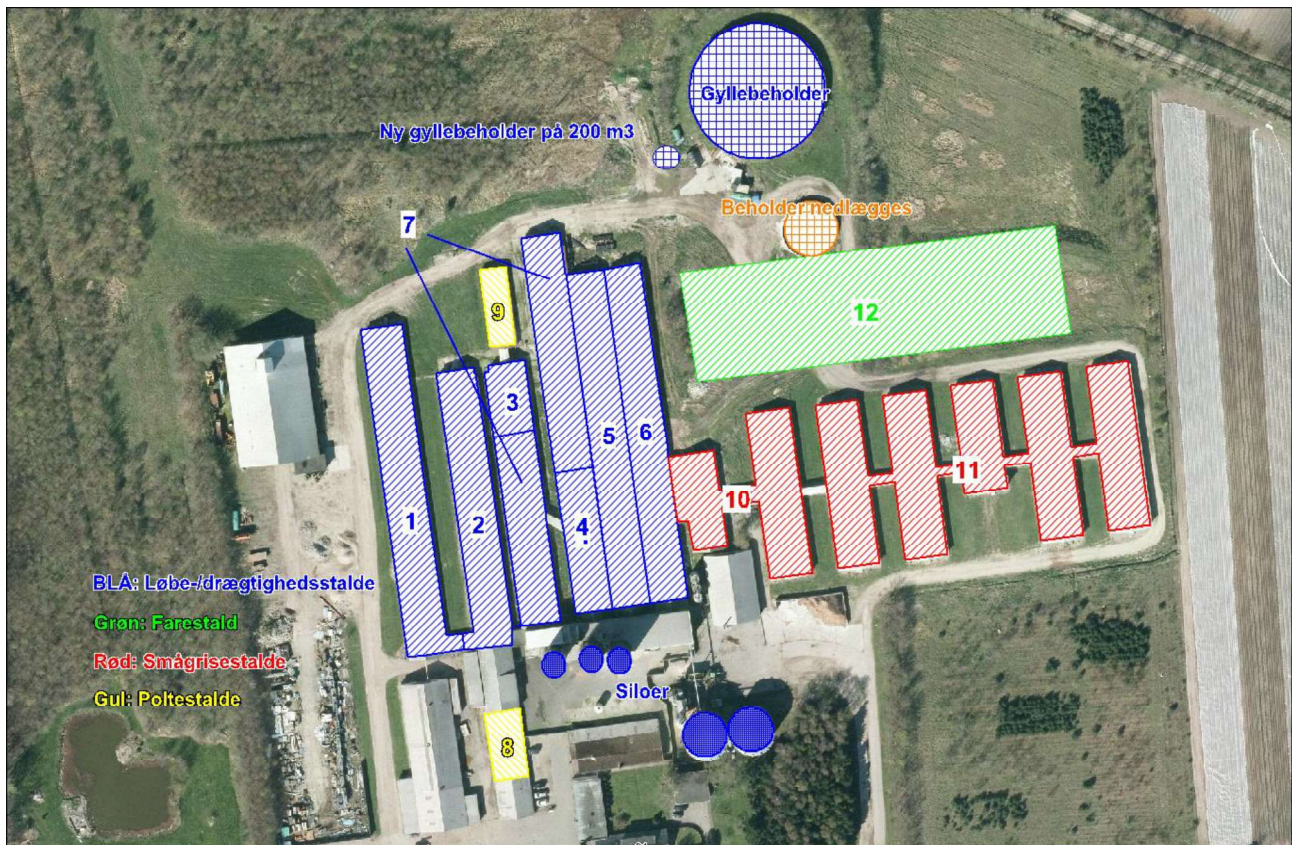 Gyllebeholder
Ny gyllebeholder på 200 m3
Beholder nedlægges
7
9
12
3
5
6
11
10
1
2
4
BLÅ: Løbe-/drægtighedsstalde
Grøn: Farestald
Rød: Smågrisestalde
Gul: Poltestalde
Siloer
8